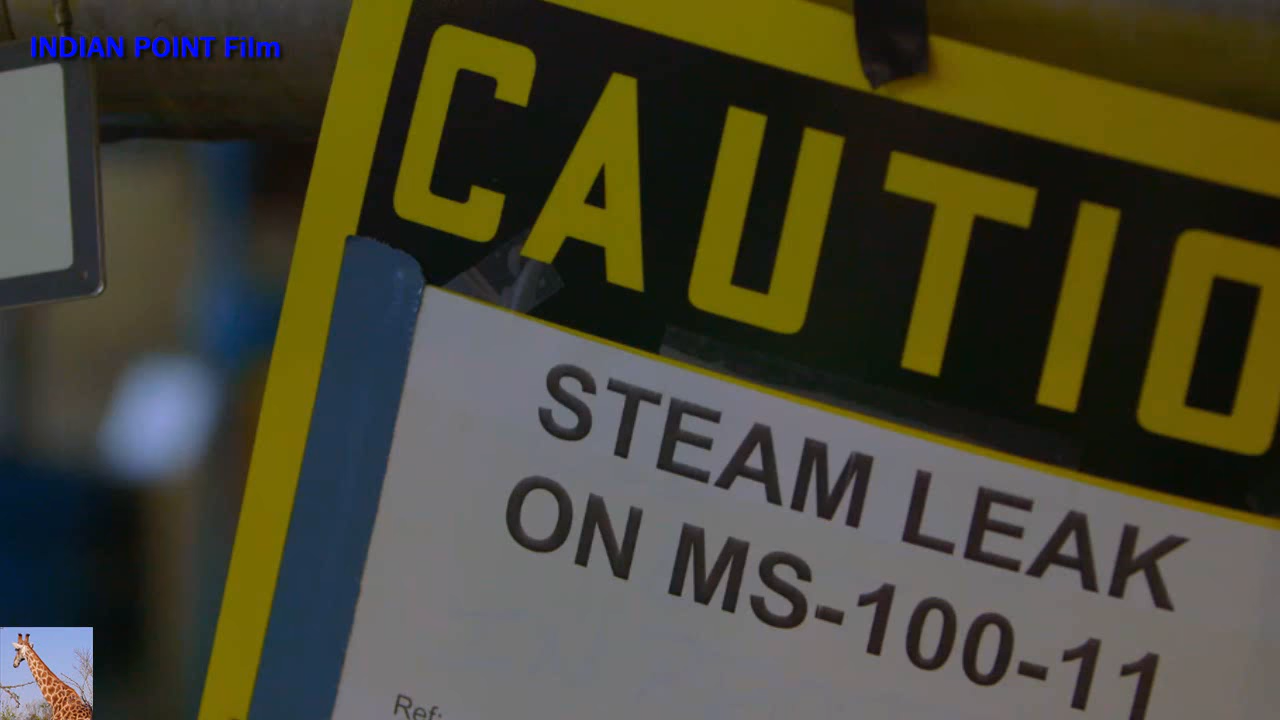 INDIAN POINT Film
CAUTIO
STEAM LEAK
ON MS-100-11
Ref: